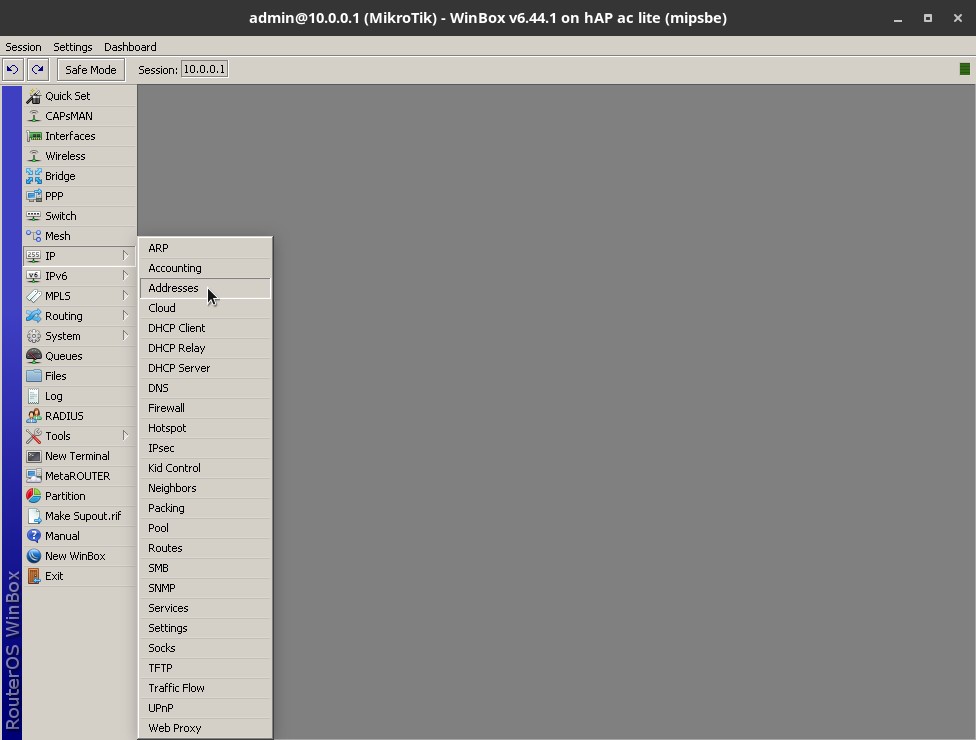 admin@10.0.0.1 (MikroTik) - WinBox v6.44.1 on hAP ac lite (mipsbe)
Session Settings Dashboard
Safe Mode Session: 10.0.0.1
Quick Set
CAPsMAN
Interfaces
Wireless
Bridge
PPP
Switch
Mesh
255 IP
v6 IPv6
MPLS
Routing
System
Queues
Files
Log
RADIUS
Tools
New Terminal
MetaROUTER
Partition
Make Supout.rif
Manual
New WinBox
Exit
RouterOS WinBox
ARP
Accounting
Addresses
Cloud
DHCP Client
DHCP Relay
DHCP Server
DNS
Firewall
Hotspot
IPsec
Kid Control
Neighbors
Packing
Pool
Routes
SMB
SNMP
Services
Settings
Socks
TFTP
Traffic Flow
UPnP
Web Proxy